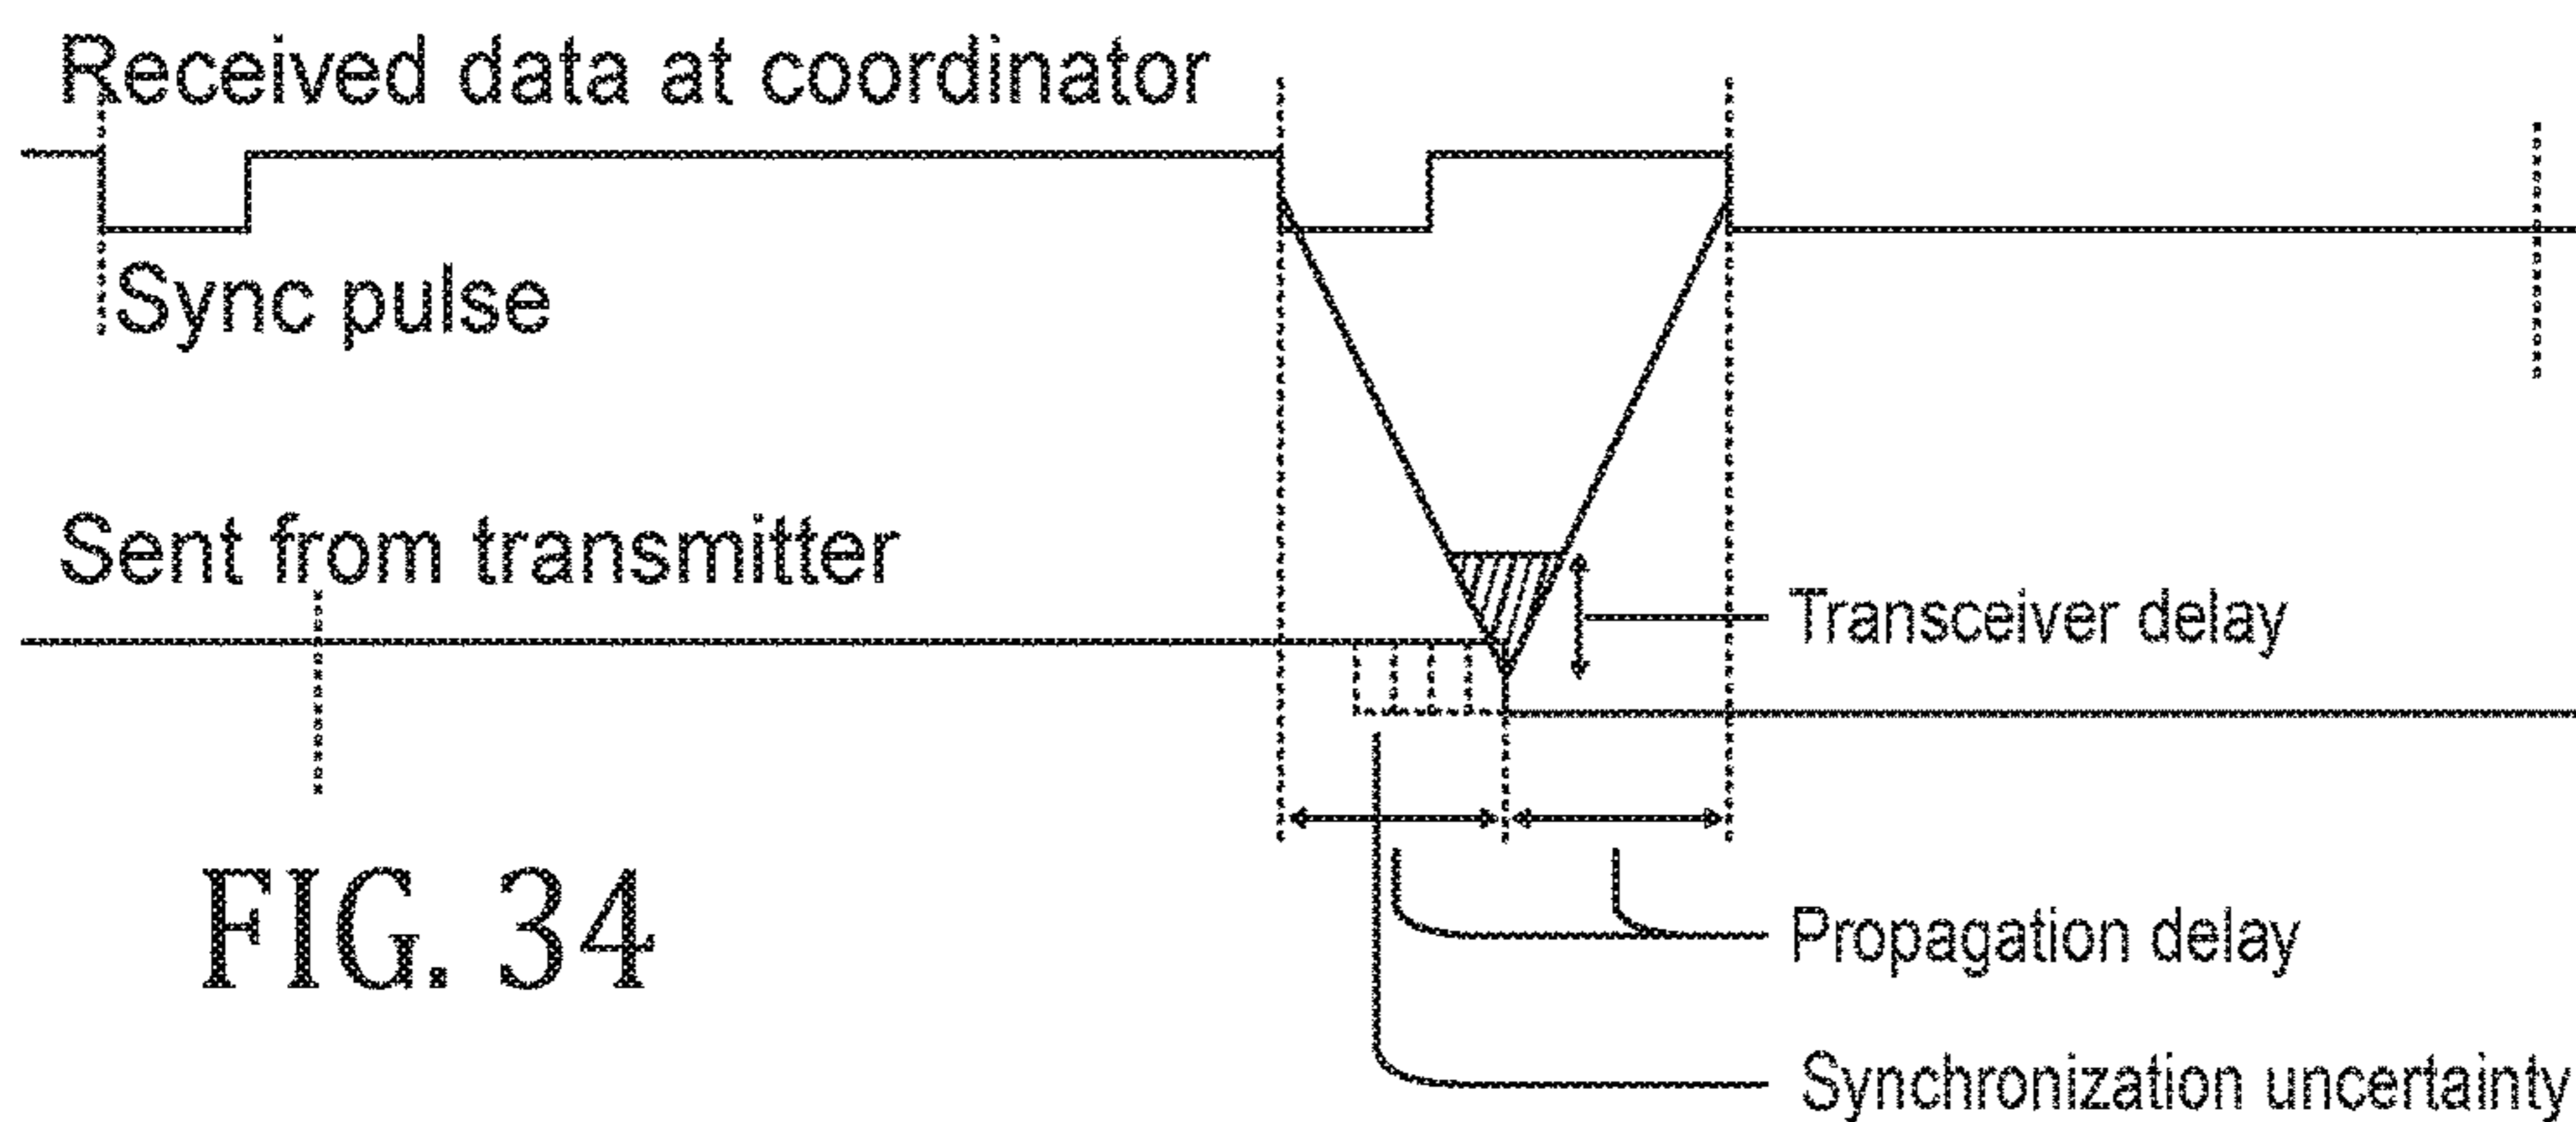 Received data at coordinator
Sync pulse
Sent from transmitter
Transceiver delay
Propagation delay
Synchronization uncertainty
FIG. 34